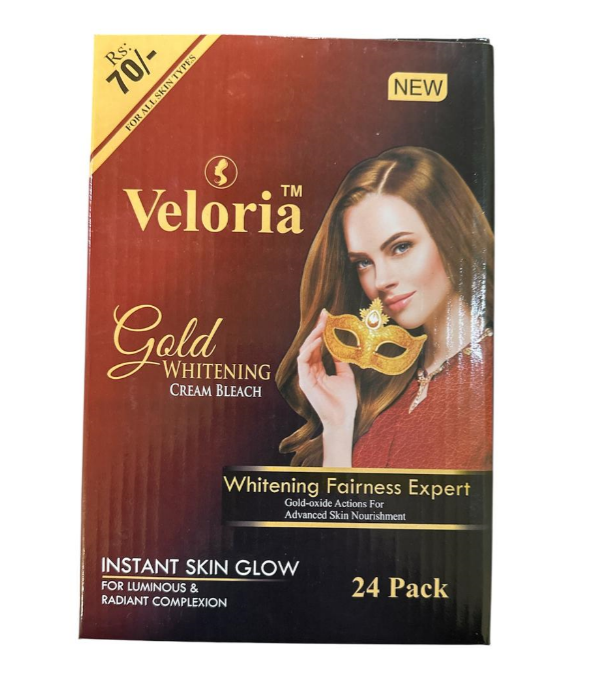 Rs:
70/-
FOR ALL SKIN TYPES
NEW
Veloria™
Gold
WHITENING
CREAM BLEACH
Whitening Fairness Expert
Gold-oxide Actions For
Advanced Skin Nourishment
INSTANT SKIN GLOW
FOR LUMINOUS &
RADIANT COMPLEXION
24 Pack